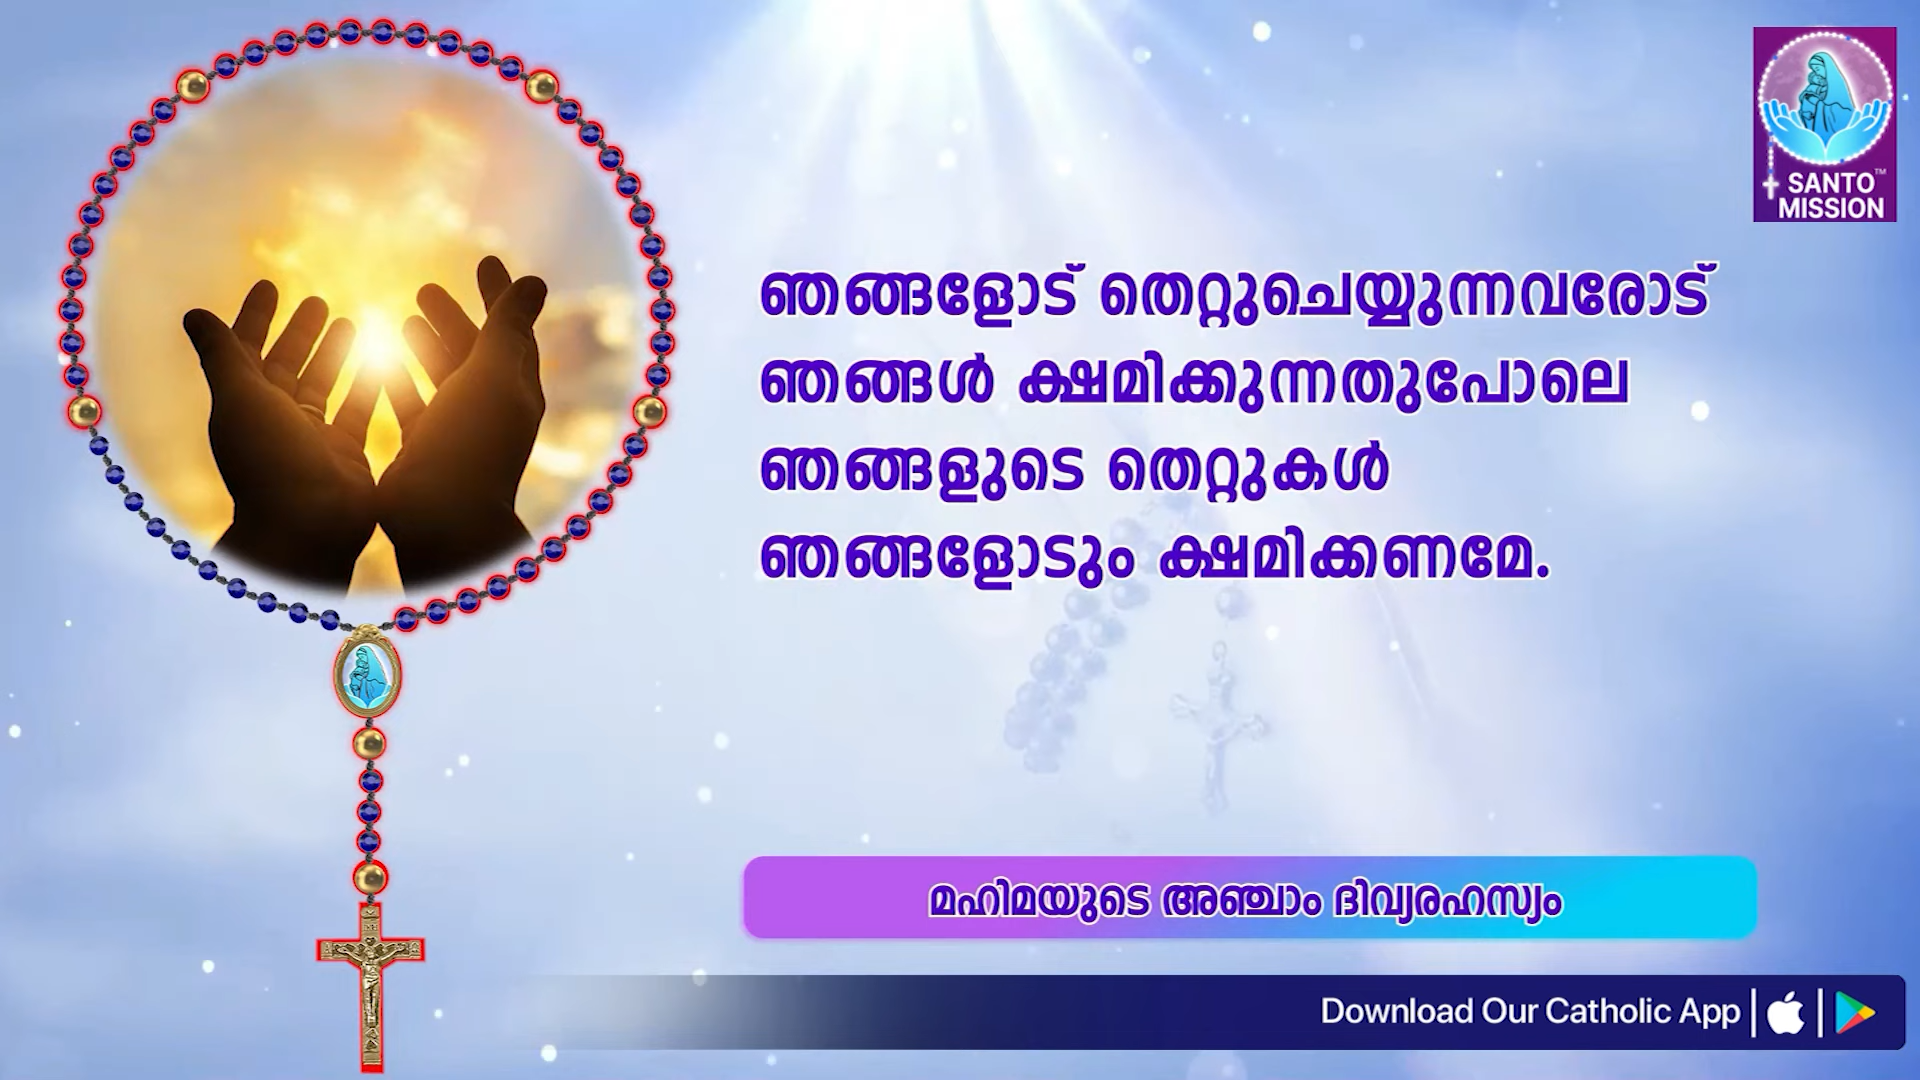 SANTO™
MISSION
ഞങ്ങളോട് തെറ്റുചെയ്യുന്നവരോട്
ഞങ്ങൾ ക്ഷമിക്കുന്നതുപോലെ
ഞങ്ങളുടെ തെറ്റുകൾ
ഞങ്ങളോടും ക്ഷമിക്കണമേ.
മഹിമയുടെ അഞ്ചാം ദിവ്യരഹസ്യം
Download Our Catholic App